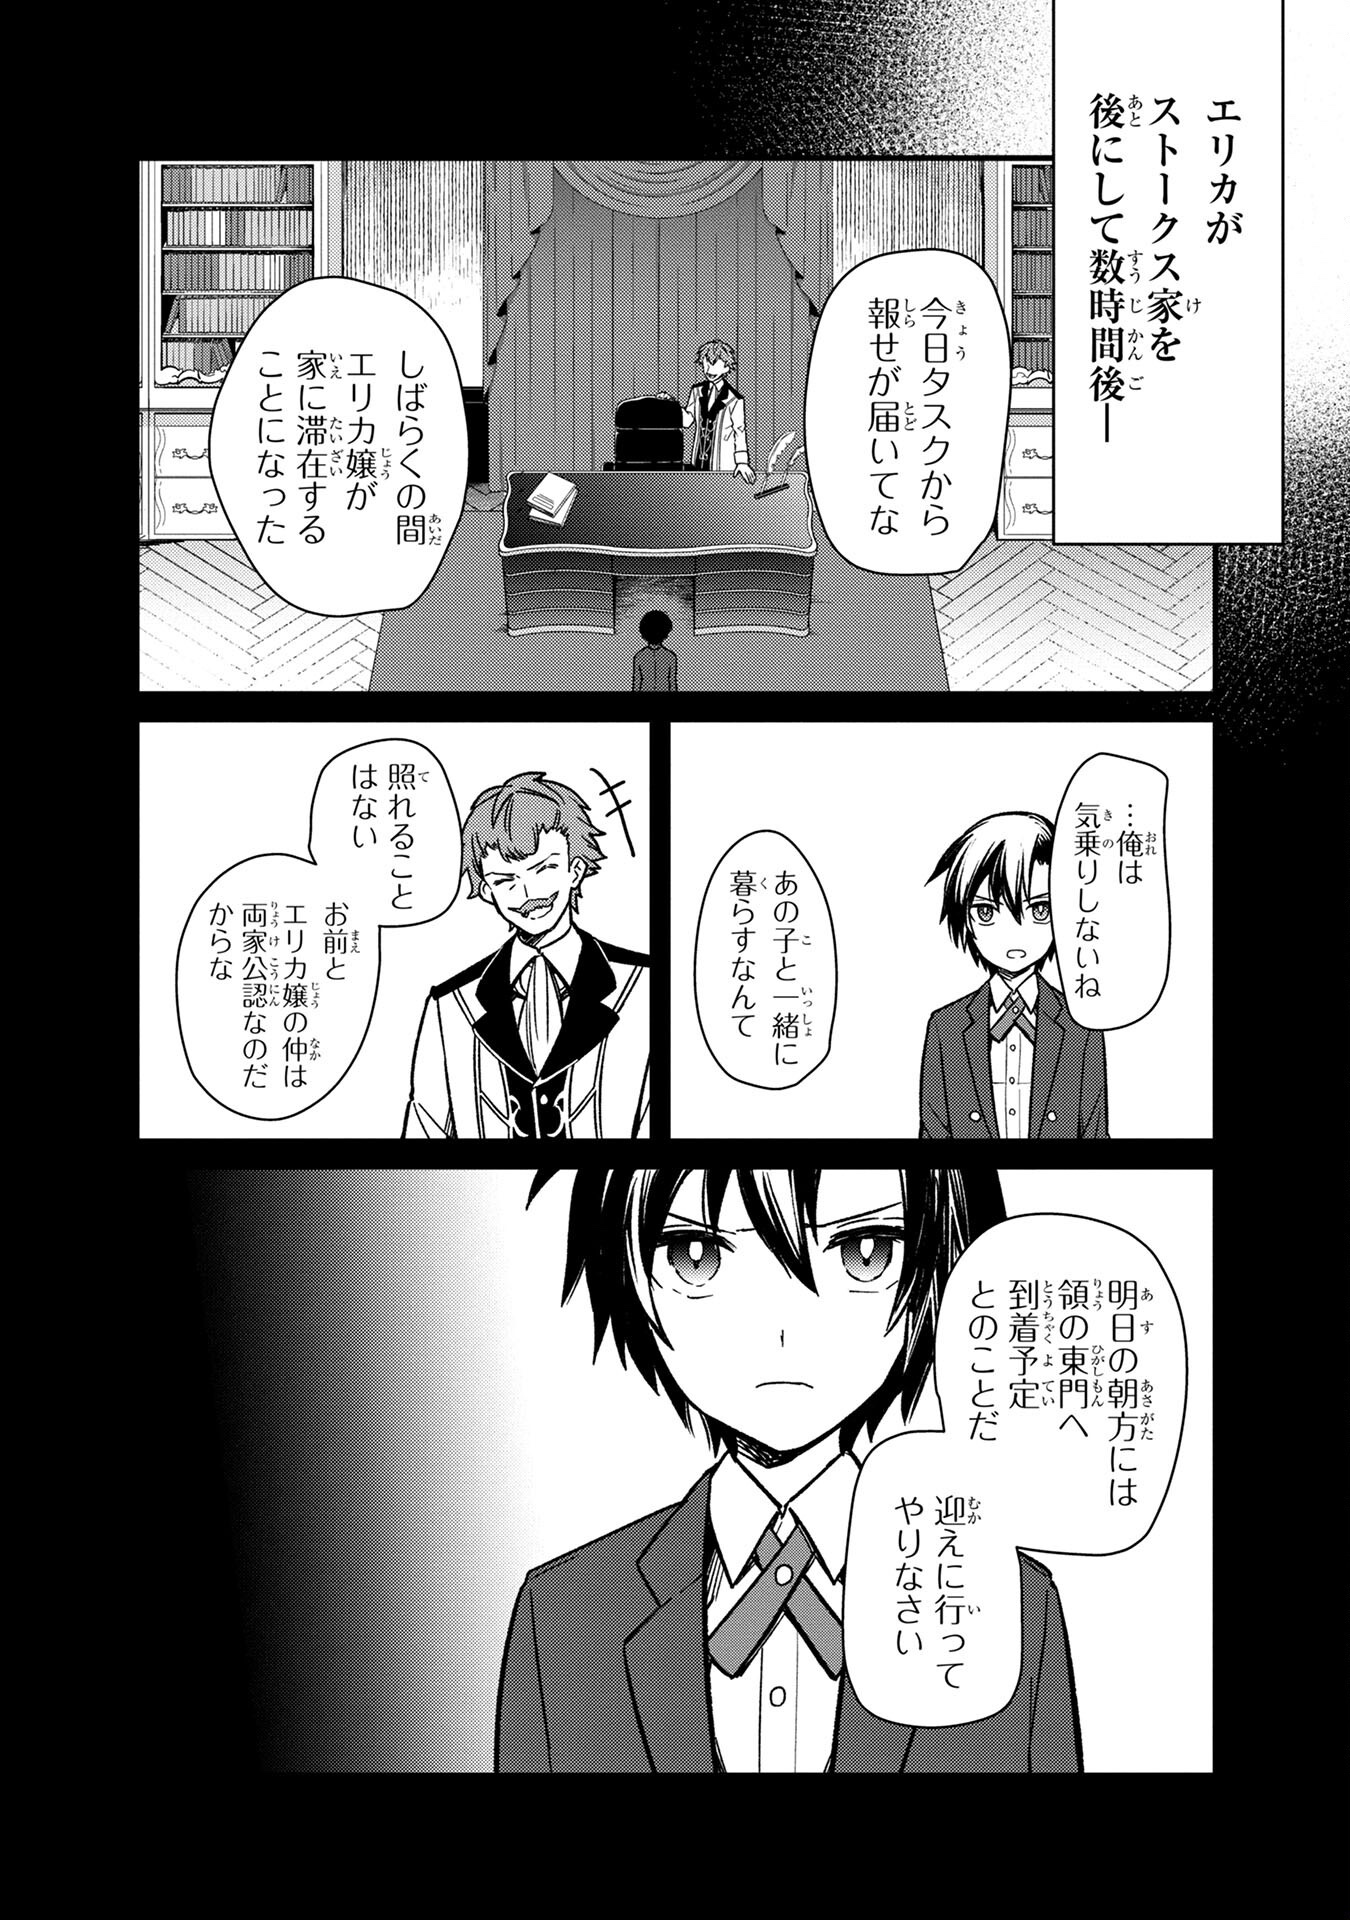 エリカが
ストークス家を
後にして数時間後―
今日タスクから
報せが届いてな
しばらくの間
エリカ嬢が
家に滞在する
ことになった
…俺は
気乗りしないね
あの子と一緒に
暮らすなんて
照れること
はない
お前と
エリカ嬢の仲は
両家公認なのだ
からな
明日の朝方には
領の東門へ
到着予定
とのことだ
迎えに行って
やりなさい